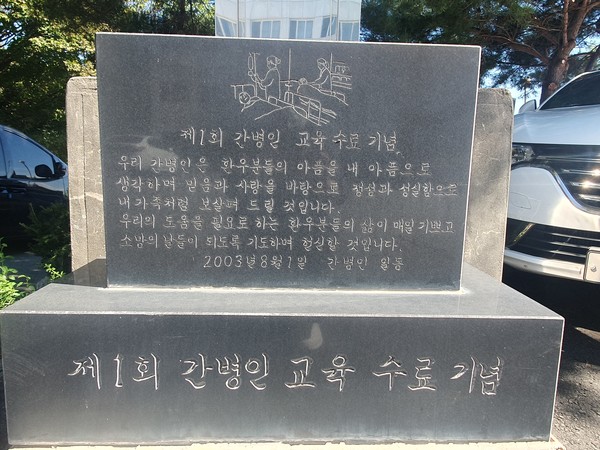 제1회 간병인 교육 수료 기념
우리 간병인은 환우분들의 아픔을 내 아픔으로
생각하며 믿음과 사랑을 바탕으로 정성과 성실함으로
내가족처럼 보살펴 드릴 것입니다.
우리의 도움을 필요로 하는 환우분들의 삶이 매일 기쁘고
소망의 날들이 되도록 기도하며 헌신할 것입니다.
2003년 8월 1일 간병인 일동
제1회 간병인 교육 수료 기념